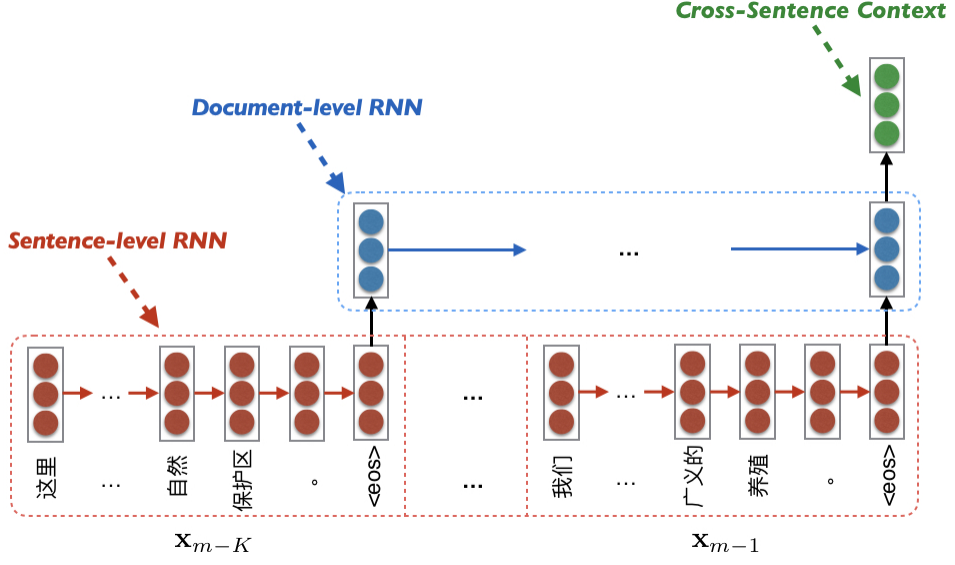 Cross-Sentence Context
Document-level RNN
...
Sentence-level RNN
... ... ...
这里 ... 自然 保护区 。 <eos> ... 我们 ... 广义的 养殖 。 <eos>
x_{m-K} x_{m-1}